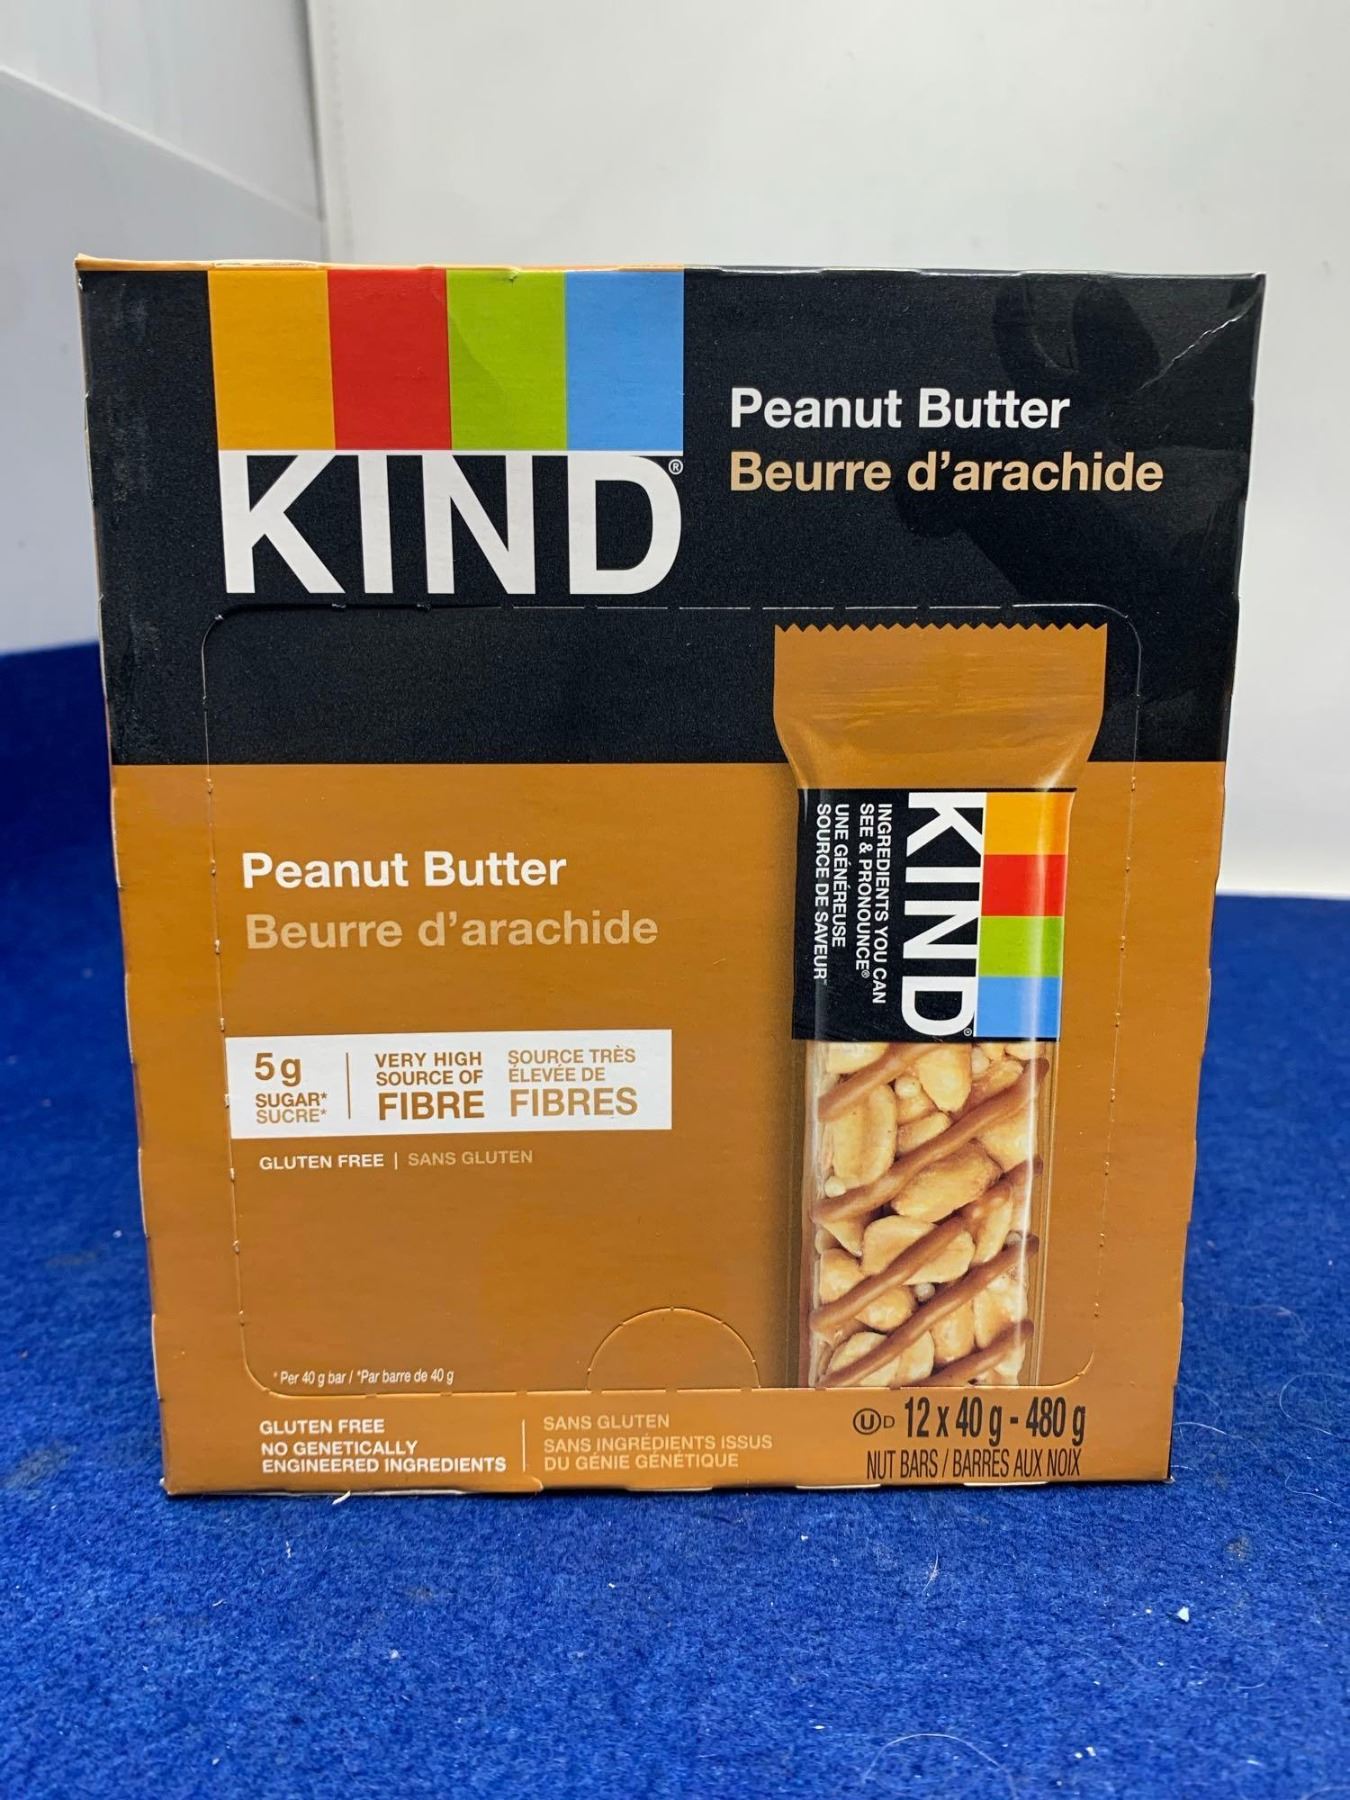 KIND®
Peanut Butter
Beurre d'arachide
KIND®
INGREDIENTS YOU CAN
SEE & PRONOUNCE®
UNE GÉNÉREUSE
SOURCE DE SAVEUR™
Peanut Butter
Beurre d'arachide
5 g
SUGAR*
SUCRE*
VERY HIGH
SOURCE OF
FIBRE
SOURCE TRÈS
ÉLEVÉE DE
FIBRES
GLUTEN FREE | SANS GLUTEN
* Per 40 g bar / *Par barre de 40 g
GLUTEN FREE
NO GENETICALLY
ENGINEERED INGREDIENTS
SANS GLUTEN
SANS INGRÉDIENTS ISSUS
DU GÉNIE GÉNÉTIQUE
Ⓤ D 12 x 40 g - 480 g
NUT BARS / BARRES AUX NOIX